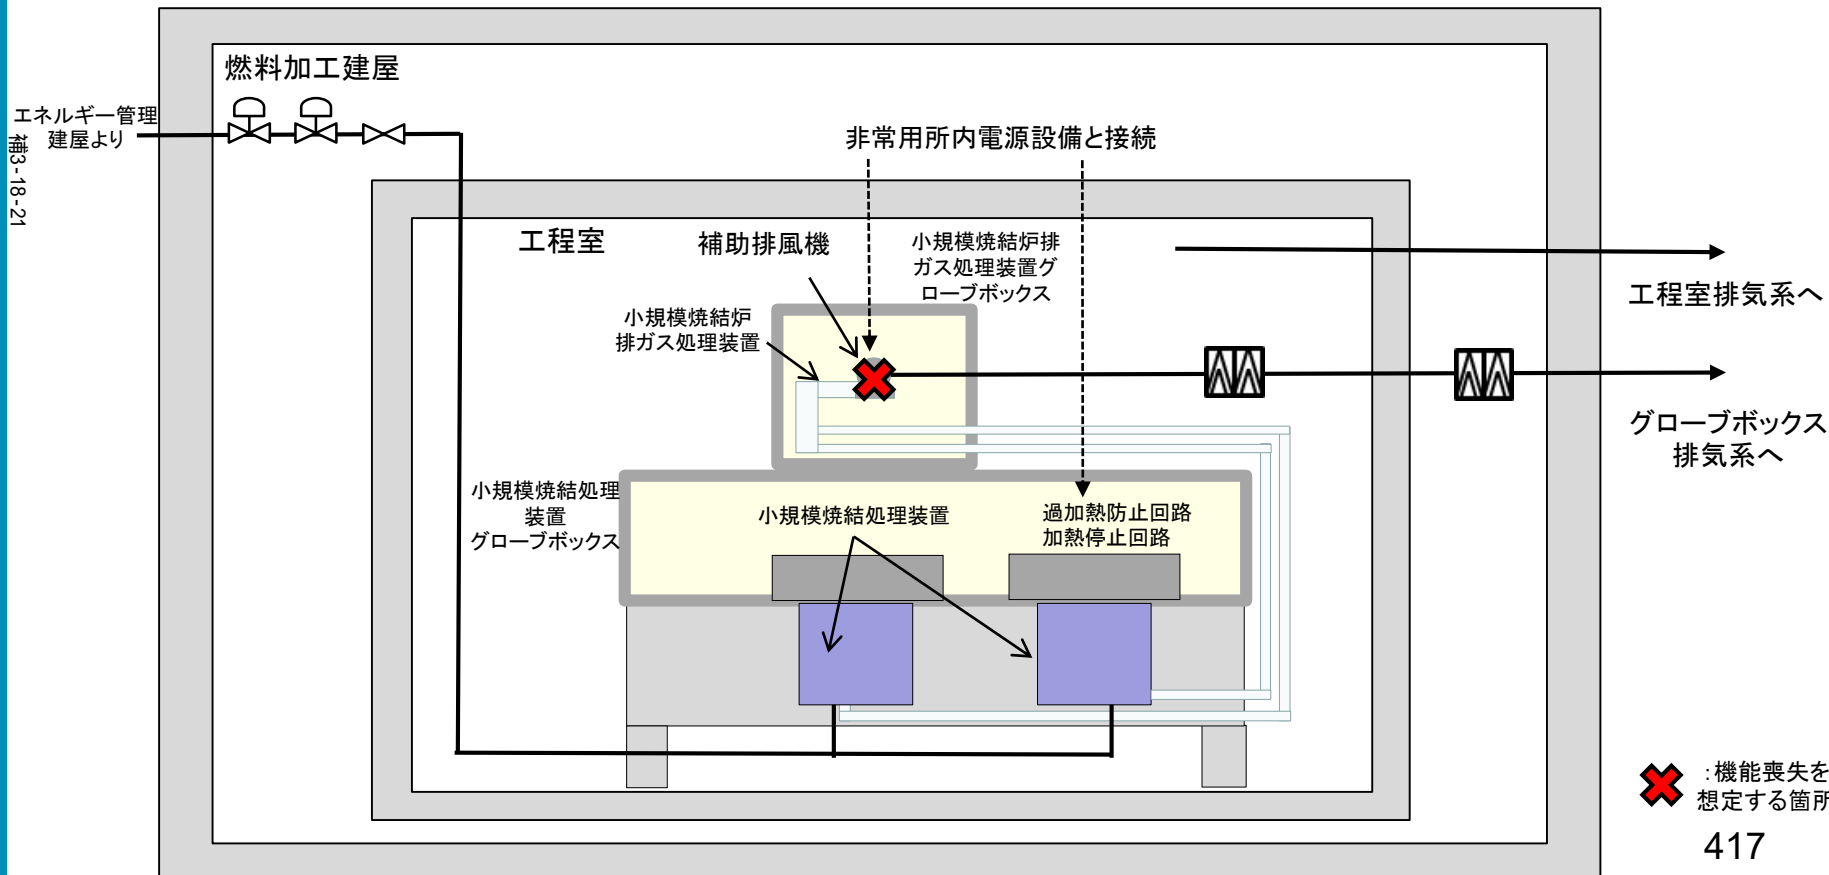 燃料加工建屋
エネルギー管理
建屋より
補3-18-21
非常用所内電源設備と接続
工程室
補助排風機
小規模焼結炉排
ガス処理装置グ
ローブボックス
工程室排気系へ
小規模焼結炉
排ガス処理装置
グローブボックス
排気系へ
小規模焼結処理
装置
グローブボックス
小規模焼結処理装置
過加熱防止回路
加熱停止回路
:機能喪失を
想定する箇所
417